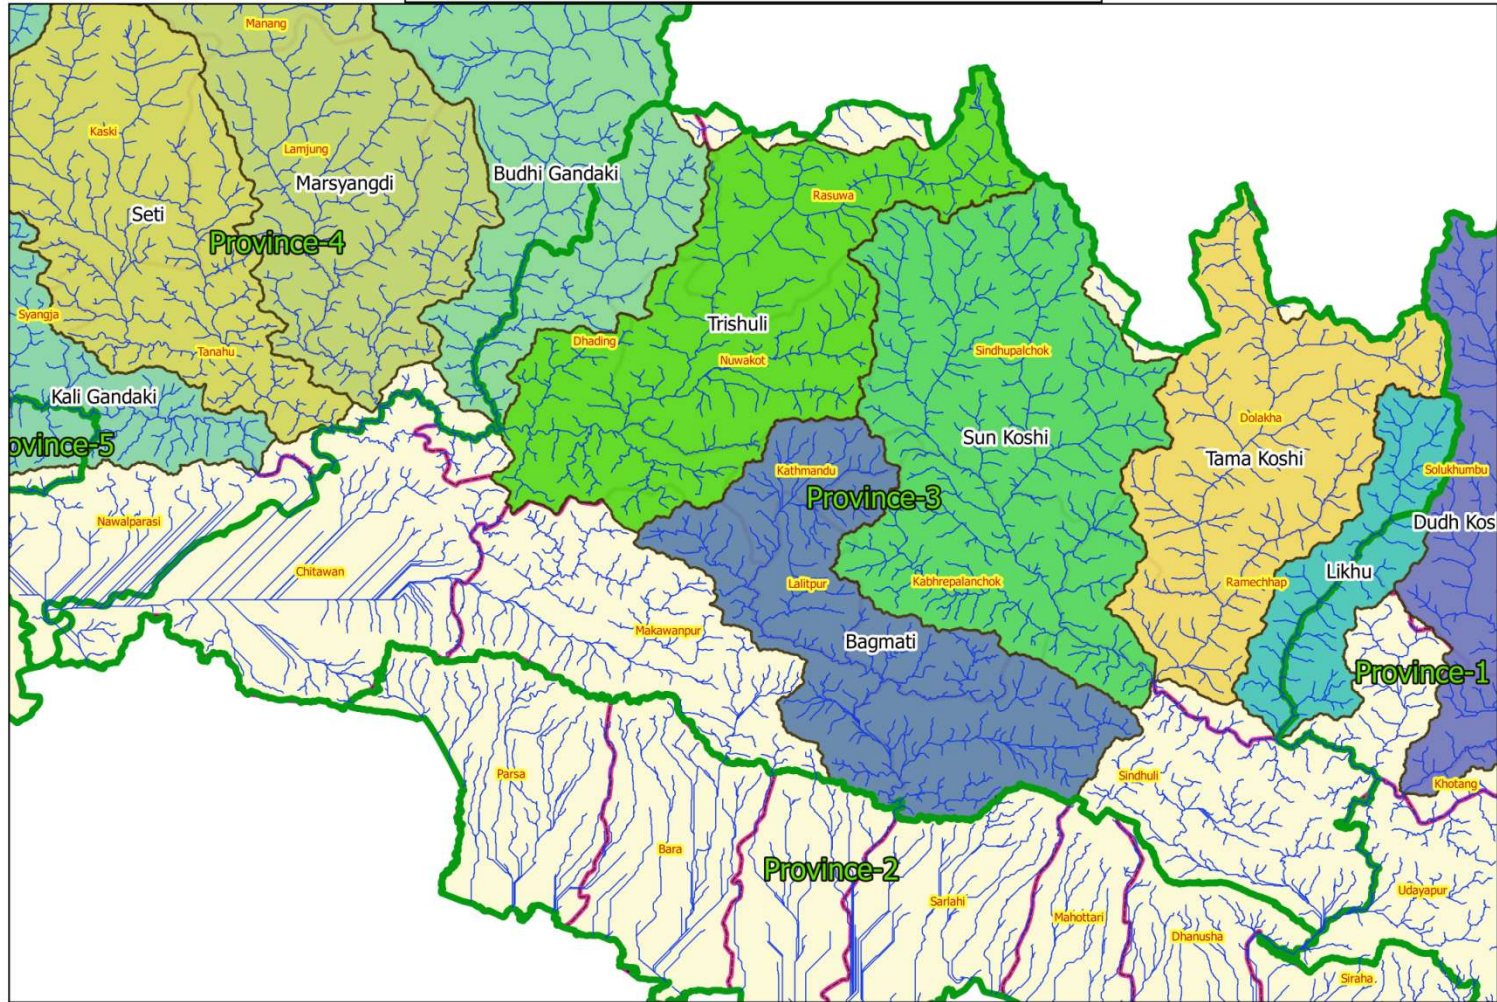 Manang
Kaski
Lamjung
Marsyangdi
Budhi Gandaki
Rasuwa
Seti
Province-4
Syangja
Trishuli
Dhading
Nuwakot
Sindhupalchok
Tanahu
Kali Gandaki
Dolakha
Sun Koshi
ovince-5
Tama Koshi
Kathmandu
Solukhumbu
Province-3
Nawalparasi
Dudh Kos
Chitawan
Likhu
Lalitpur
Kabhrepalanchok
Ramechhap
Makawanpur
Bagmati
Province-1
Parsa
Sindhuli
Khotang
Bara
Province-2
Udayapur
Sarlahi
Mahottari
Dhanusha
Siraha